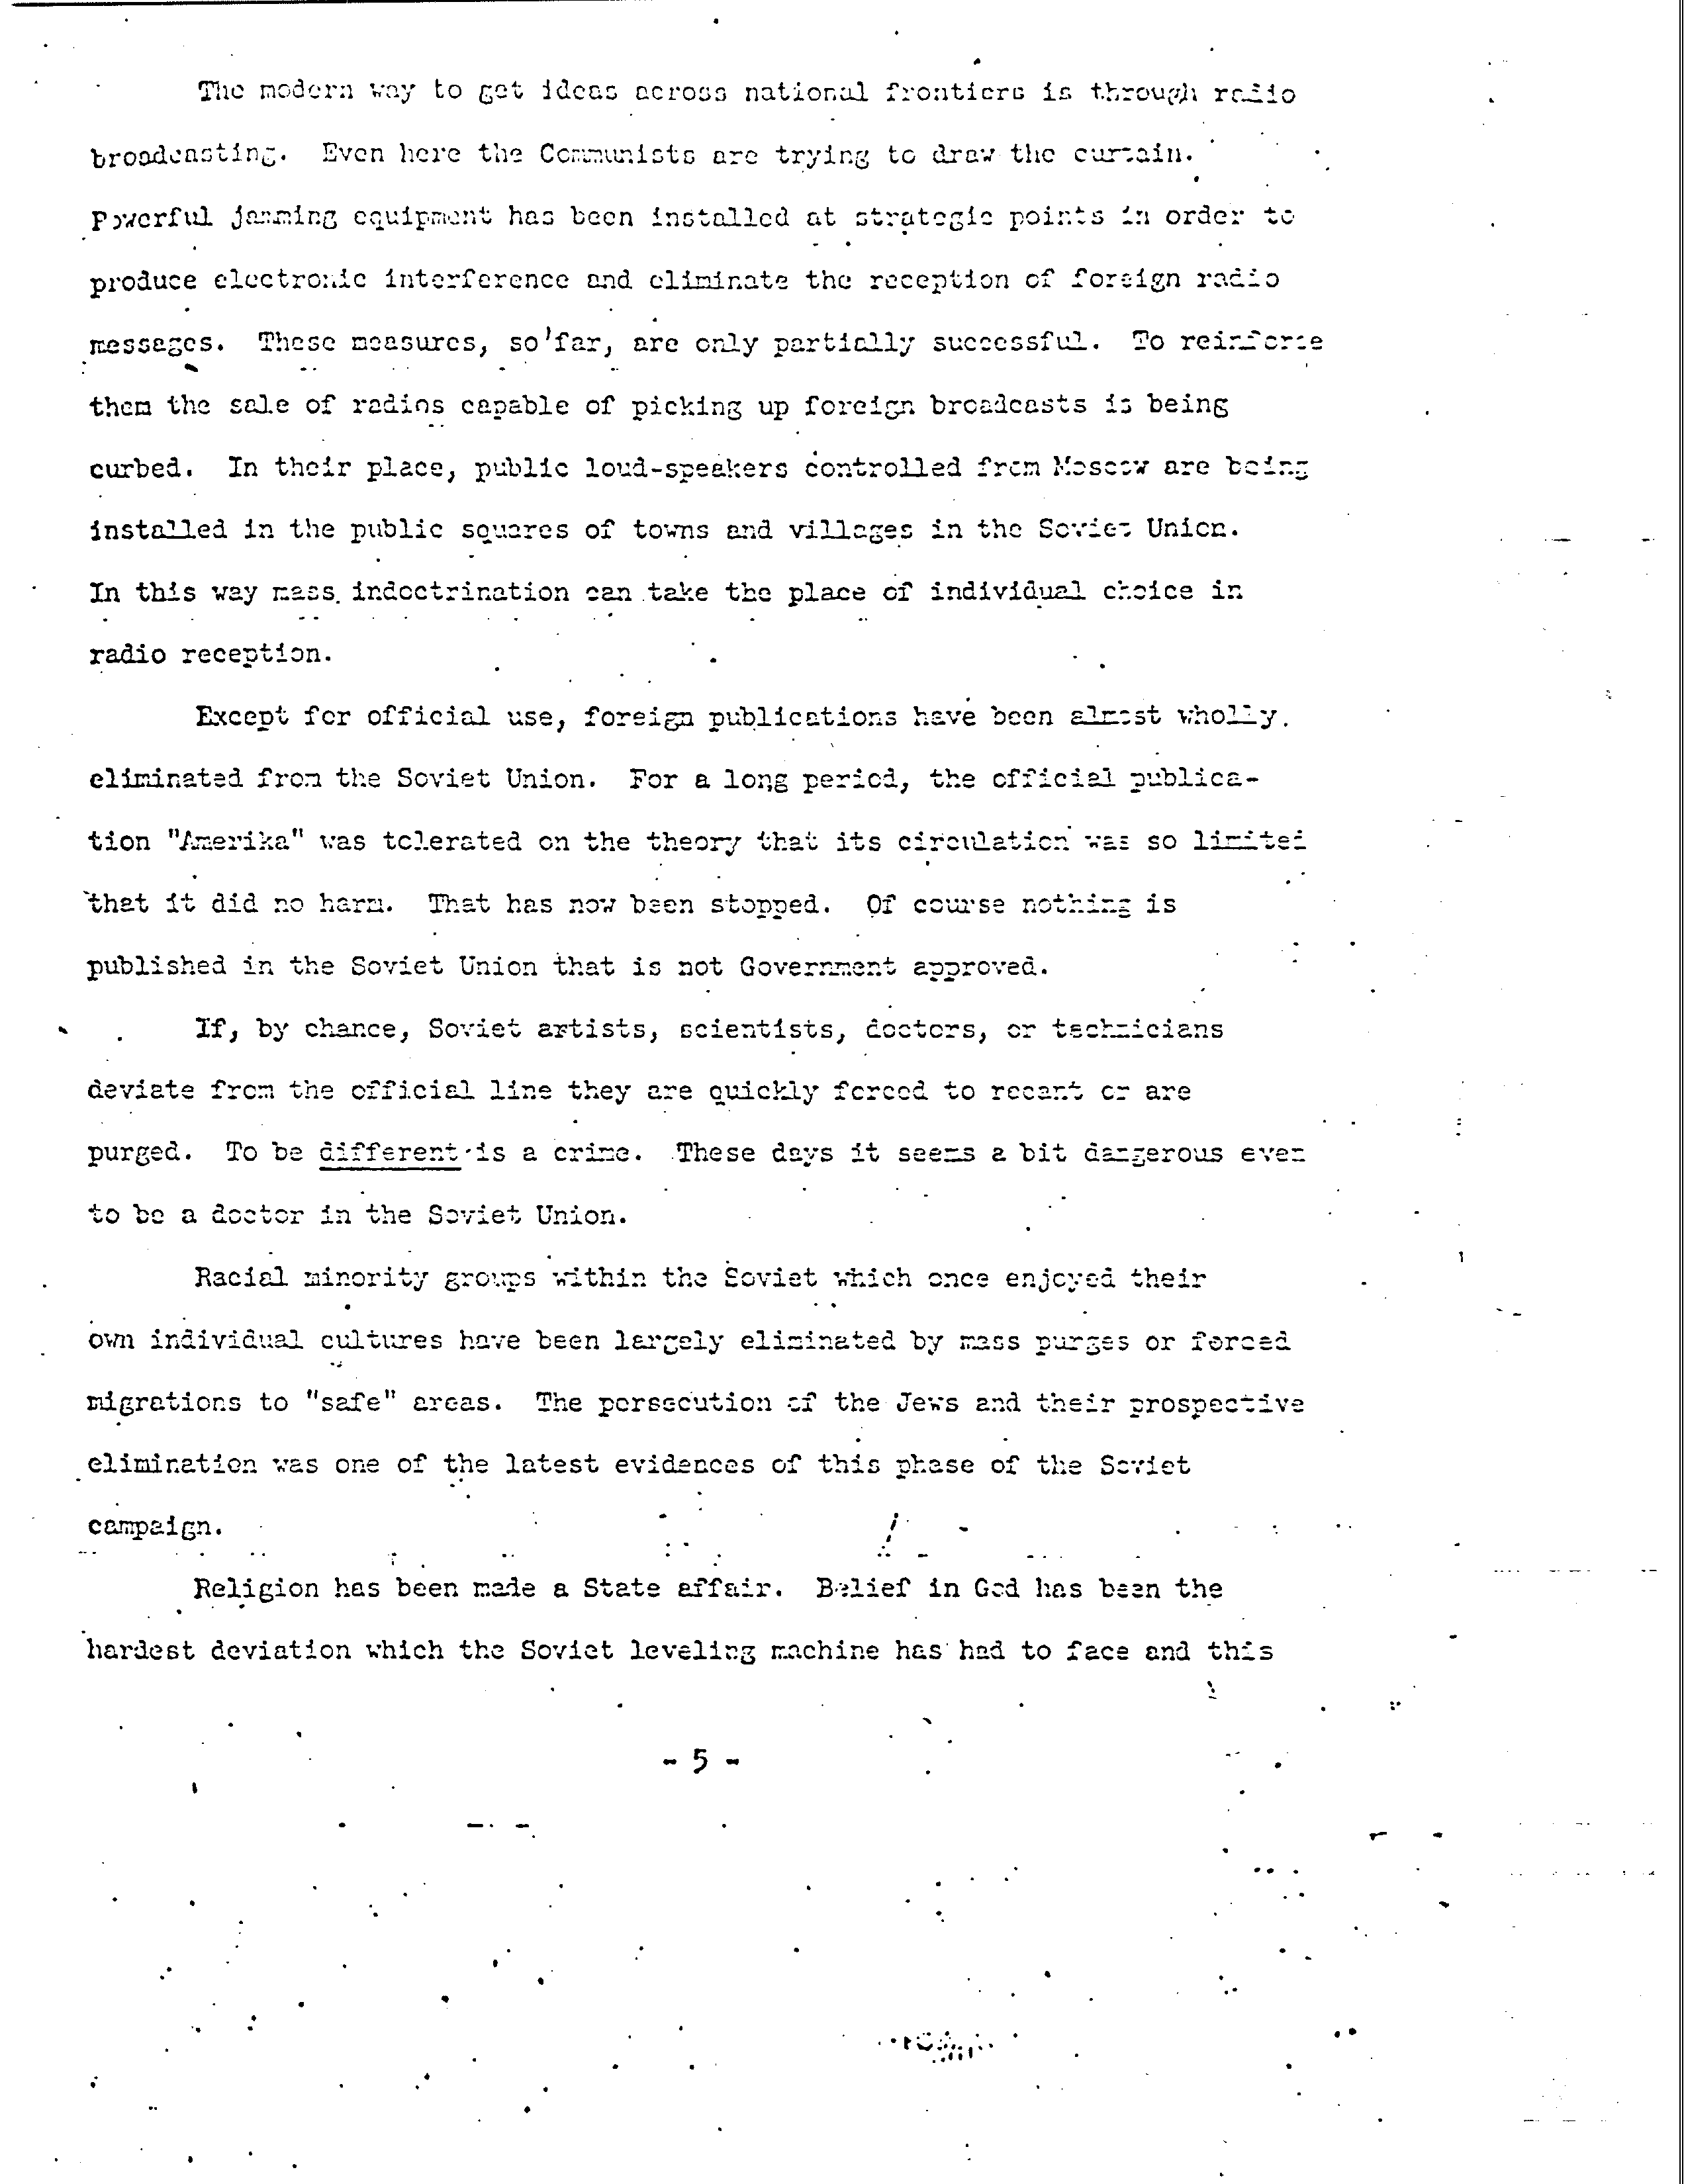 The modern way to get ideas across national frontiers is through radio
broadcasting. Even here the Communists are trying to draw the curtain.
Powerful jamming equipment has been installed at strategic points in order to
produce electronic interference and eliminate the reception of foreign radio
messages. These measures, so far, are only partially successful. To reinforce
them the sale of radios capable of picking up foreign broadcasts is being
curbed. In their place, public loud-speakers controlled from Moscow are being
installed in the public squares of towns and villages in the Soviet Union.
In this way mass indoctrination can take the place of individual choice in
radio reception.
Except for official use, foreign publications have been almost wholly
eliminated from the Soviet Union. For a long period, the official publica-
tion "Amerika" was tolerated on the theory that its circulation was so limited
that it did no harm. That has now been stopped. Of course nothing is
published in the Soviet Union that is not Government approved.
If, by chance, Soviet artists, scientists, doctors, or technicians
deviate from the official line they are quickly forced to recant or are
purged. To be different is a crime. These days it seems a bit dangerous even
to be a doctor in the Soviet Union.
Racial minority groups within the Soviet which once enjoyed their
own individual cultures have been largely eliminated by mass purges or forced
migrations to "safe" areas. The persecution of the Jews and their prospective
elimination was one of the latest evidences of this phase of the Soviet
campaign.
Religion has been made a State affair. Belief in God has been the
hardest deviation which the Soviet leveling machine has had to face and this
- 5 -